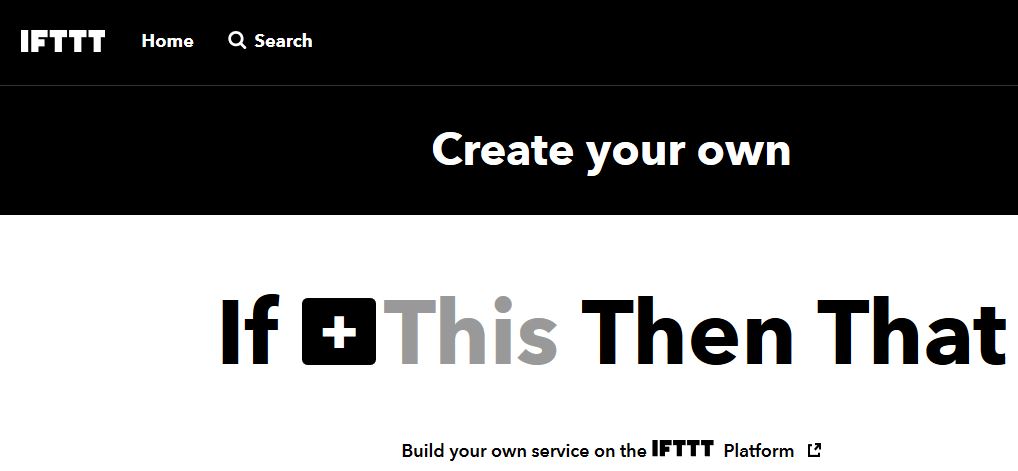 IFTTT Home Search
Create your own
If + This Then That
Build your own service on the IFTTT Platform